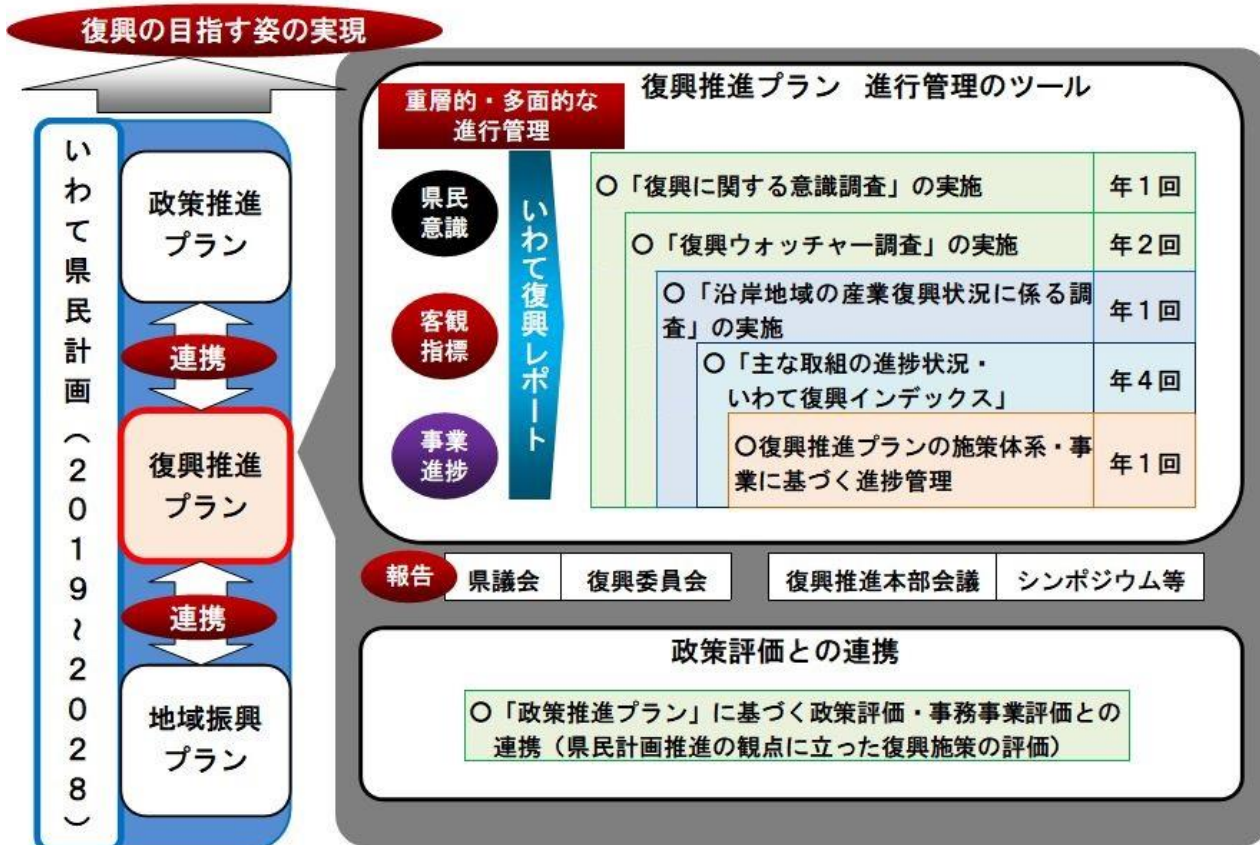 復興の目指す姿の実現
いわて県民計画(2019~2028)
政策推進
プラン
連携
復興推進
プラン
連携
地域振興
プラン
復興推進プラン 進行管理のツール
重層的・多面的な
進行管理
県民
意識
客観
指標
事業
進捗
いわて復興レポート
○「復興に関する意識調査」の実施 年1回
○「復興ウォッチャー調査」の実施 年2回
○「沿岸地域の産業復興状況に係る調
査」の実施 年1回
○「主な取組の進捗状況・
いわて復興インデックス」 年4回
○復興推進プランの施策体系・事
業に基づく進捗管理 年1回
報告 県議会 復興委員会 復興推進本部会議 シンポジウム等
政策評価との連携
○「政策推進プラン」に基づく政策評価・事務事業評価との
連携(県民計画推進の観点に立った復興施策の評価)